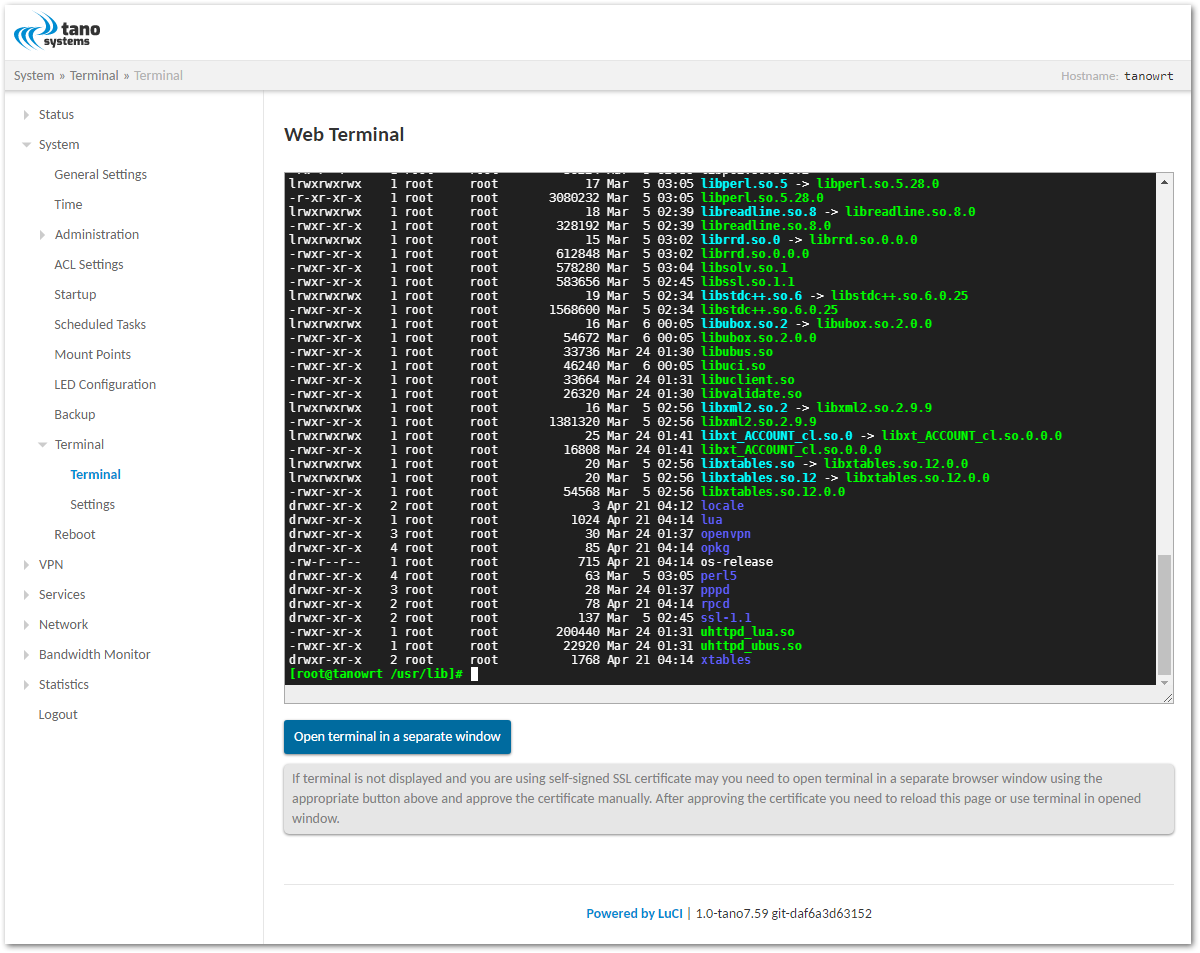 tano
systems
System » Terminal » Terminal
Hostname: tanowrt
Status
System
General Settings
Time
Administration
ACL Settings
Startup
Scheduled Tasks
Mount Points
LED Configuration
Backup
Terminal
Terminal
Settings
Reboot
VPN
Services
Network
Bandwidth Monitor
Statistics
Logout
Web Terminal
lrwxrwxrwx 1 root root 17 Mar 5 03:05 libperl.so.5 -> libperl.so.5.28.0
-r-xr-xr-x 1 root root 3080232 Mar 5 03:05 libperl.so.5.28.0
lrwxrwxrwx 1 root root 18 Mar 5 02:39 libreadline.so.8 -> libreadline.so.8.0
-rwxr-xr-x 1 root root 328192 Mar 5 02:39 libreadline.so.8.0
lrwxrwxrwx 1 root root 15 Mar 5 03:02 librrd.so.0 -> librrd.so.0.0.0
-rwxr-xr-x 1 root root 612848 Mar 5 03:02 librrd.so.0.0.0
-rwxr-xr-x 1 root root 578280 Mar 5 03:04 libsolv.so.1
-rwxr-xr-x 1 root root 583656 Mar 5 02:45 libssl.so.1.1
lrwxrwxrwx 1 root root 19 Mar 5 02:34 libstdc++.so.6 -> libstdc++.so.6.0.25
-rwxr-xr-x 1 root root 1568600 Mar 5 02:34 libstdc++.so.6.0.25
lrwxrwxrwx 1 root root 16 Mar 6 00:05 libubox.so.2 -> libubox.so.2.0.0
-rwxr-xr-x 1 root root 54672 Mar 6 00:05 libubox.so.2.0.0
-rwxr-xr-x 1 root root 33736 Mar 24 01:30 libubus.so
-rwxr-xr-x 1 root root 46240 Mar 6 00:05 libuci.so
-rwxr-xr-x 1 root root 33664 Mar 24 01:31 libuclient.so
-rwxr-xr-x 1 root root 26320 Mar 24 01:30 libvalidate.so
lrwxrwxrwx 1 root root 16 Mar 5 02:56 libxml2.so.2 -> libxml2.so.2.9.9
-rwxr-xr-x 1 root root 1381320 Mar 5 02:56 libxml2.so.2.9.9
lrwxrwxrwx 1 root root 25 Mar 24 01:41 libxt_ACCOUNT_cl.so.0 -> libxt_ACCOUNT_cl.so.0.0.0
-rwxr-xr-x 1 root root 16808 Mar 24 01:41 libxt_ACCOUNT_cl.so.0.0.0
lrwxrwxrwx 1 root root 20 Mar 5 02:56 libxtables.so -> libxtables.so.12.0.0
lrwxrwxrwx 1 root root 20 Mar 5 02:56 libxtables.so.12 -> libxtables.so.12.0.0
-rwxr-xr-x 1 root root 54568 Mar 5 02:56 libxtables.so.12.0.0
drwxr-xr-x 2 root root 3 Apr 21 04:12 locale
drwxr-xr-x 1 root root 1024 Apr 21 04:14 lua
drwxr-xr-x 3 root root 30 Mar 24 01:37 openvpn
drwxr-xr-x 4 root root 85 Apr 21 04:14 opkg
-rw-r--r-- 1 root root 715 Apr 21 04:14 os-release
drwxr-xr-x 4 root root 63 Mar 5 03:05 perl5
drwxr-xr-x 3 root root 28 Mar 24 01:37 pppd
drwxr-xr-x 2 root root 78 Apr 21 04:14 rpcd
drwxr-xr-x 2 root root 137 Mar 5 02:45 ssl-1.1
-rwxr-xr-x 1 root root 200440 Mar 24 01:31 uhttpd_lua.so
-rwxr-xr-x 1 root root 22920 Mar 24 01:31 uhttpd_ubus.so
drwxr-xr-x 2 root root 1768 Apr 21 04:14 xtables
[root@tanowrt /usr/lib]#
Open terminal in a separate window
If terminal is not displayed and you are using self-signed SSL certificate may you need to open terminal in a separate browser window using the
appropriate button above and approve the certificate manually. After approving the certificate you need to reload this page or use terminal in opened
window.
Powered by LuCI | 1.0-tano7.59 git-daf6a3d63152